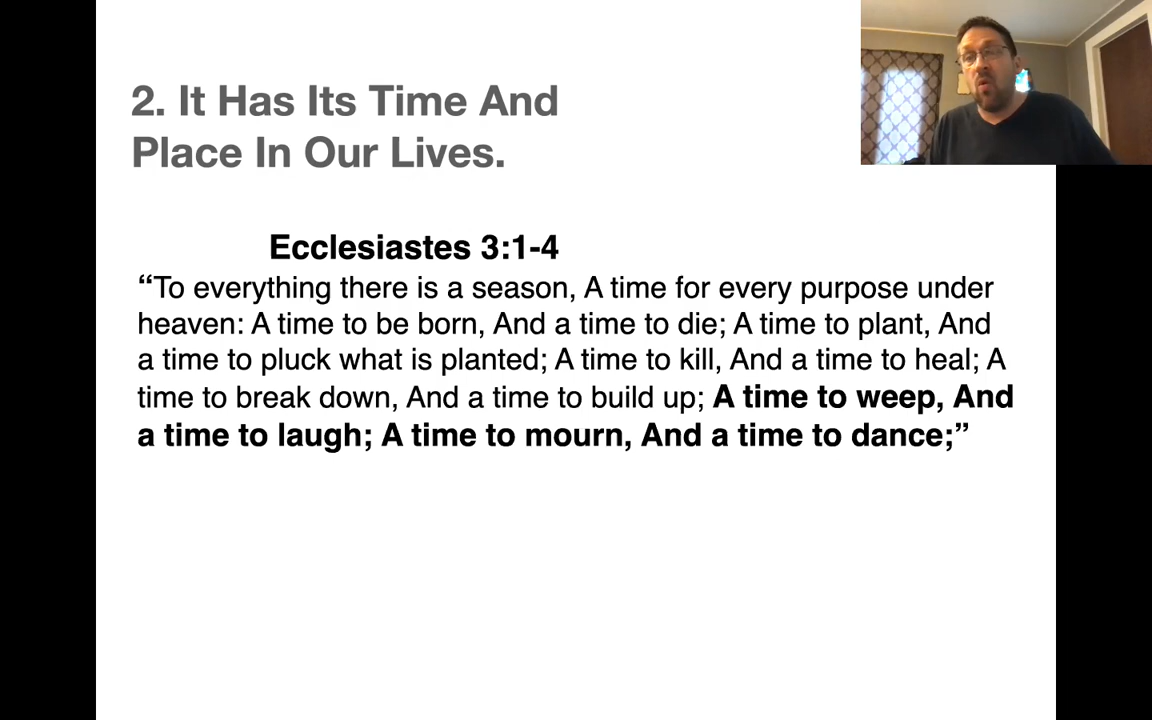 2. It Has Its Time And
Place In Our Lives.
Ecclesiastes 3:1-4
“To everything there is a season, A time for every purpose under
heaven: A time to be born, And a time to die; A time to plant, And
a time to pluck what is planted; A time to kill, And a time to heal; A
time to break down, And a time to build up; A time to weep, And
a time to laugh; A time to mourn, And a time to dance;”